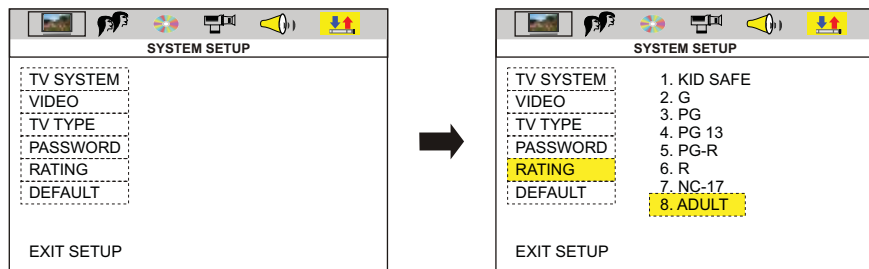 SYSTEM SETUP
TV SYSTEM
VIDEO
TV TYPE
PASSWORD
RATING
DEFAULT
EXIT SETUP
SYSTEM SETUP
TV SYSTEM
VIDEO
TV TYPE
PASSWORD
RATING
DEFAULT
1. KID SAFE
2. G
3. PG
4. PG 13
5. PG-R
6. R
7. NC-17
8. ADULT
EXIT SETUP